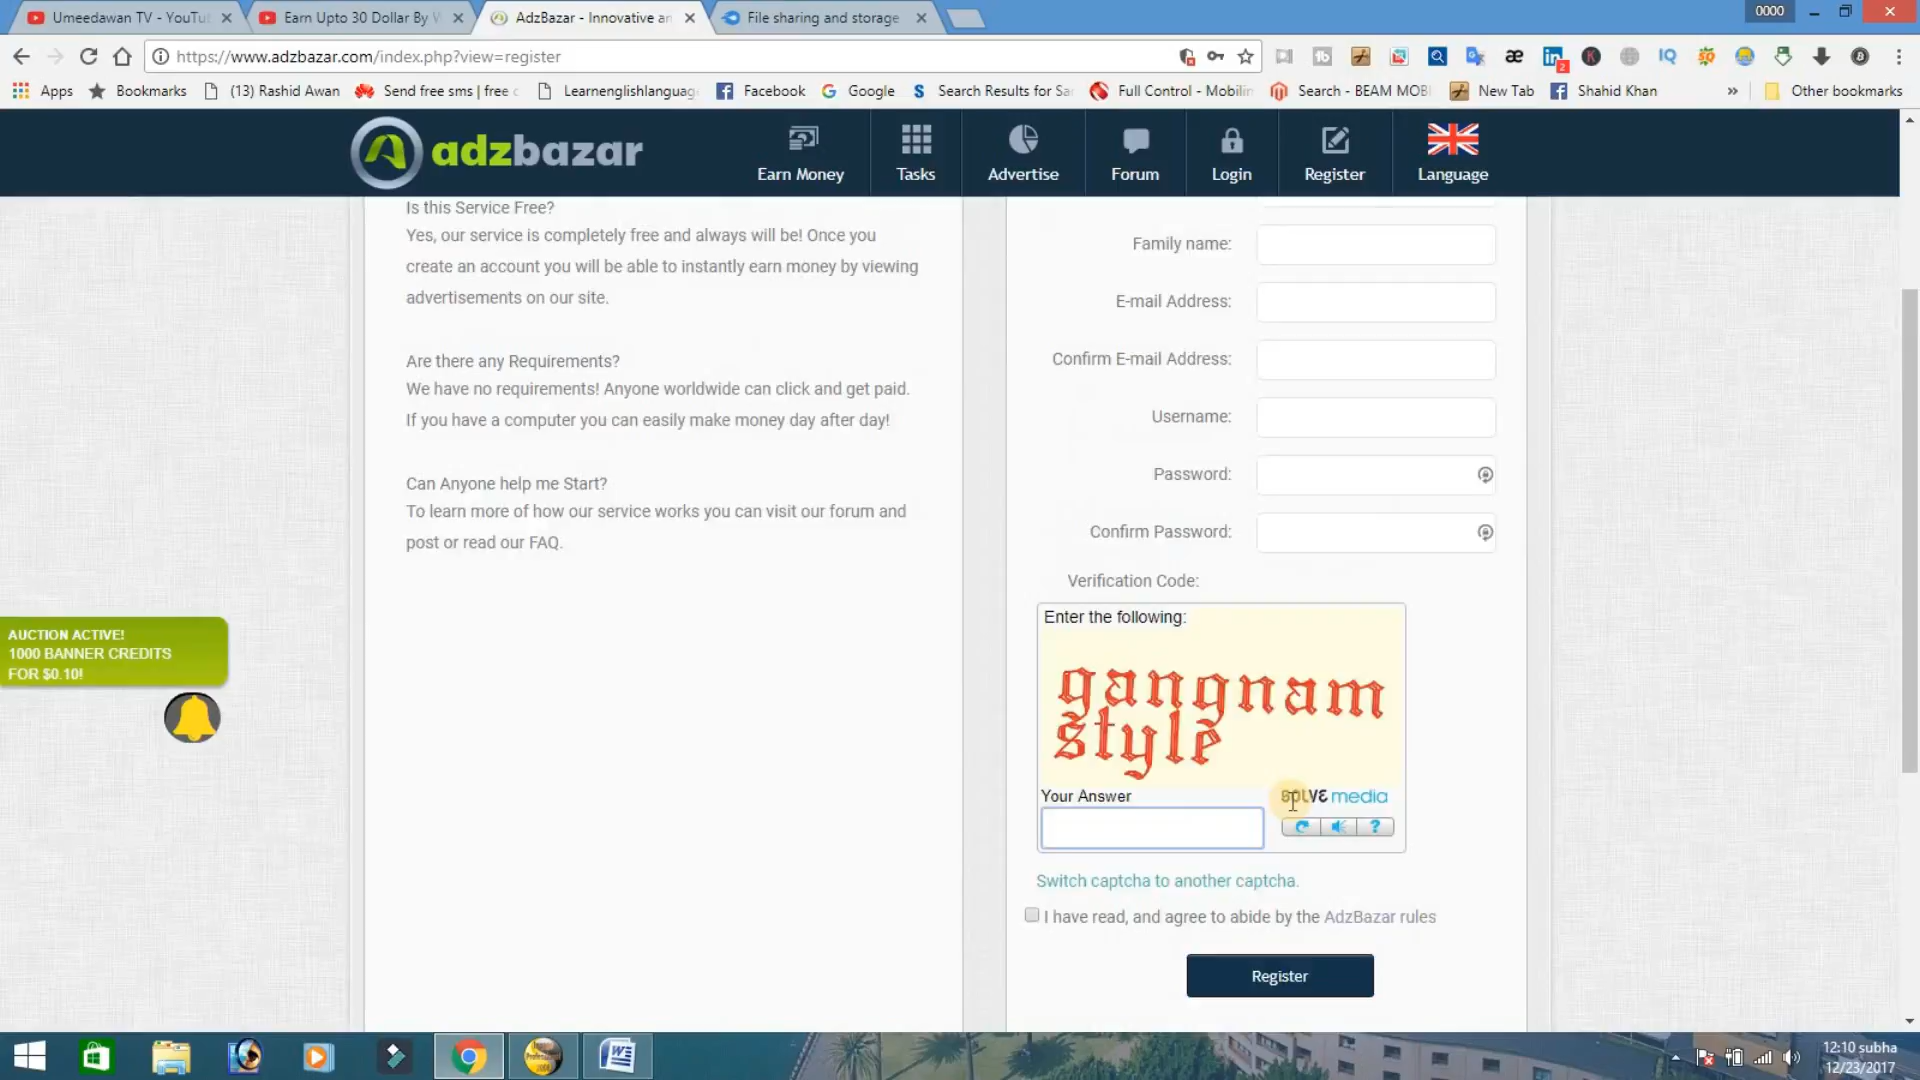 Umeedawan TV - YouTu
Earn Upto 30 Dollar By
AdzBazar - Innovative an
File sharing and storage
0000
https://www.adzbazar.com/index.php?view=register
Apps
Bookmarks
(13) Rashid Awan
Send free sms | free c
Learnenglishlanguag
Facebook
Google
Search Results for Sa
Full Control - Mobilin
Search - BEAM MOBI
New Tab
Shahid Khan
»
Other bookmarks
adzbazar
Earn Money
Tasks
Advertise
Forum
Login
Register
Language
Is this Service Free?
Yes, our service is completely free and always will be! Once you
create an account you will be able to instantly earn money by viewing
advertisements on our site.
Are there any Requirements?
We have no requirements! Anyone worldwide can click and get paid.
If you have a computer you can easily make money day after day!
Can Anyone help me Start?
To learn more of how our service works you can visit our forum and
post or read our FAQ.
AUCTION ACTIVE!
1000 BANNER CREDITS
FOR $0.10!
Family name:
E-mail Address:
Confirm E-mail Address:
Username:
Password:
Confirm Password:
Verification Code:
Enter the following:
gangnam
style
Your Answer
SOLVE media
Switch captcha to another captcha.
I have read, and agree to abide by the AdzBazar rules
Register
12:10 subha
12/23/2017